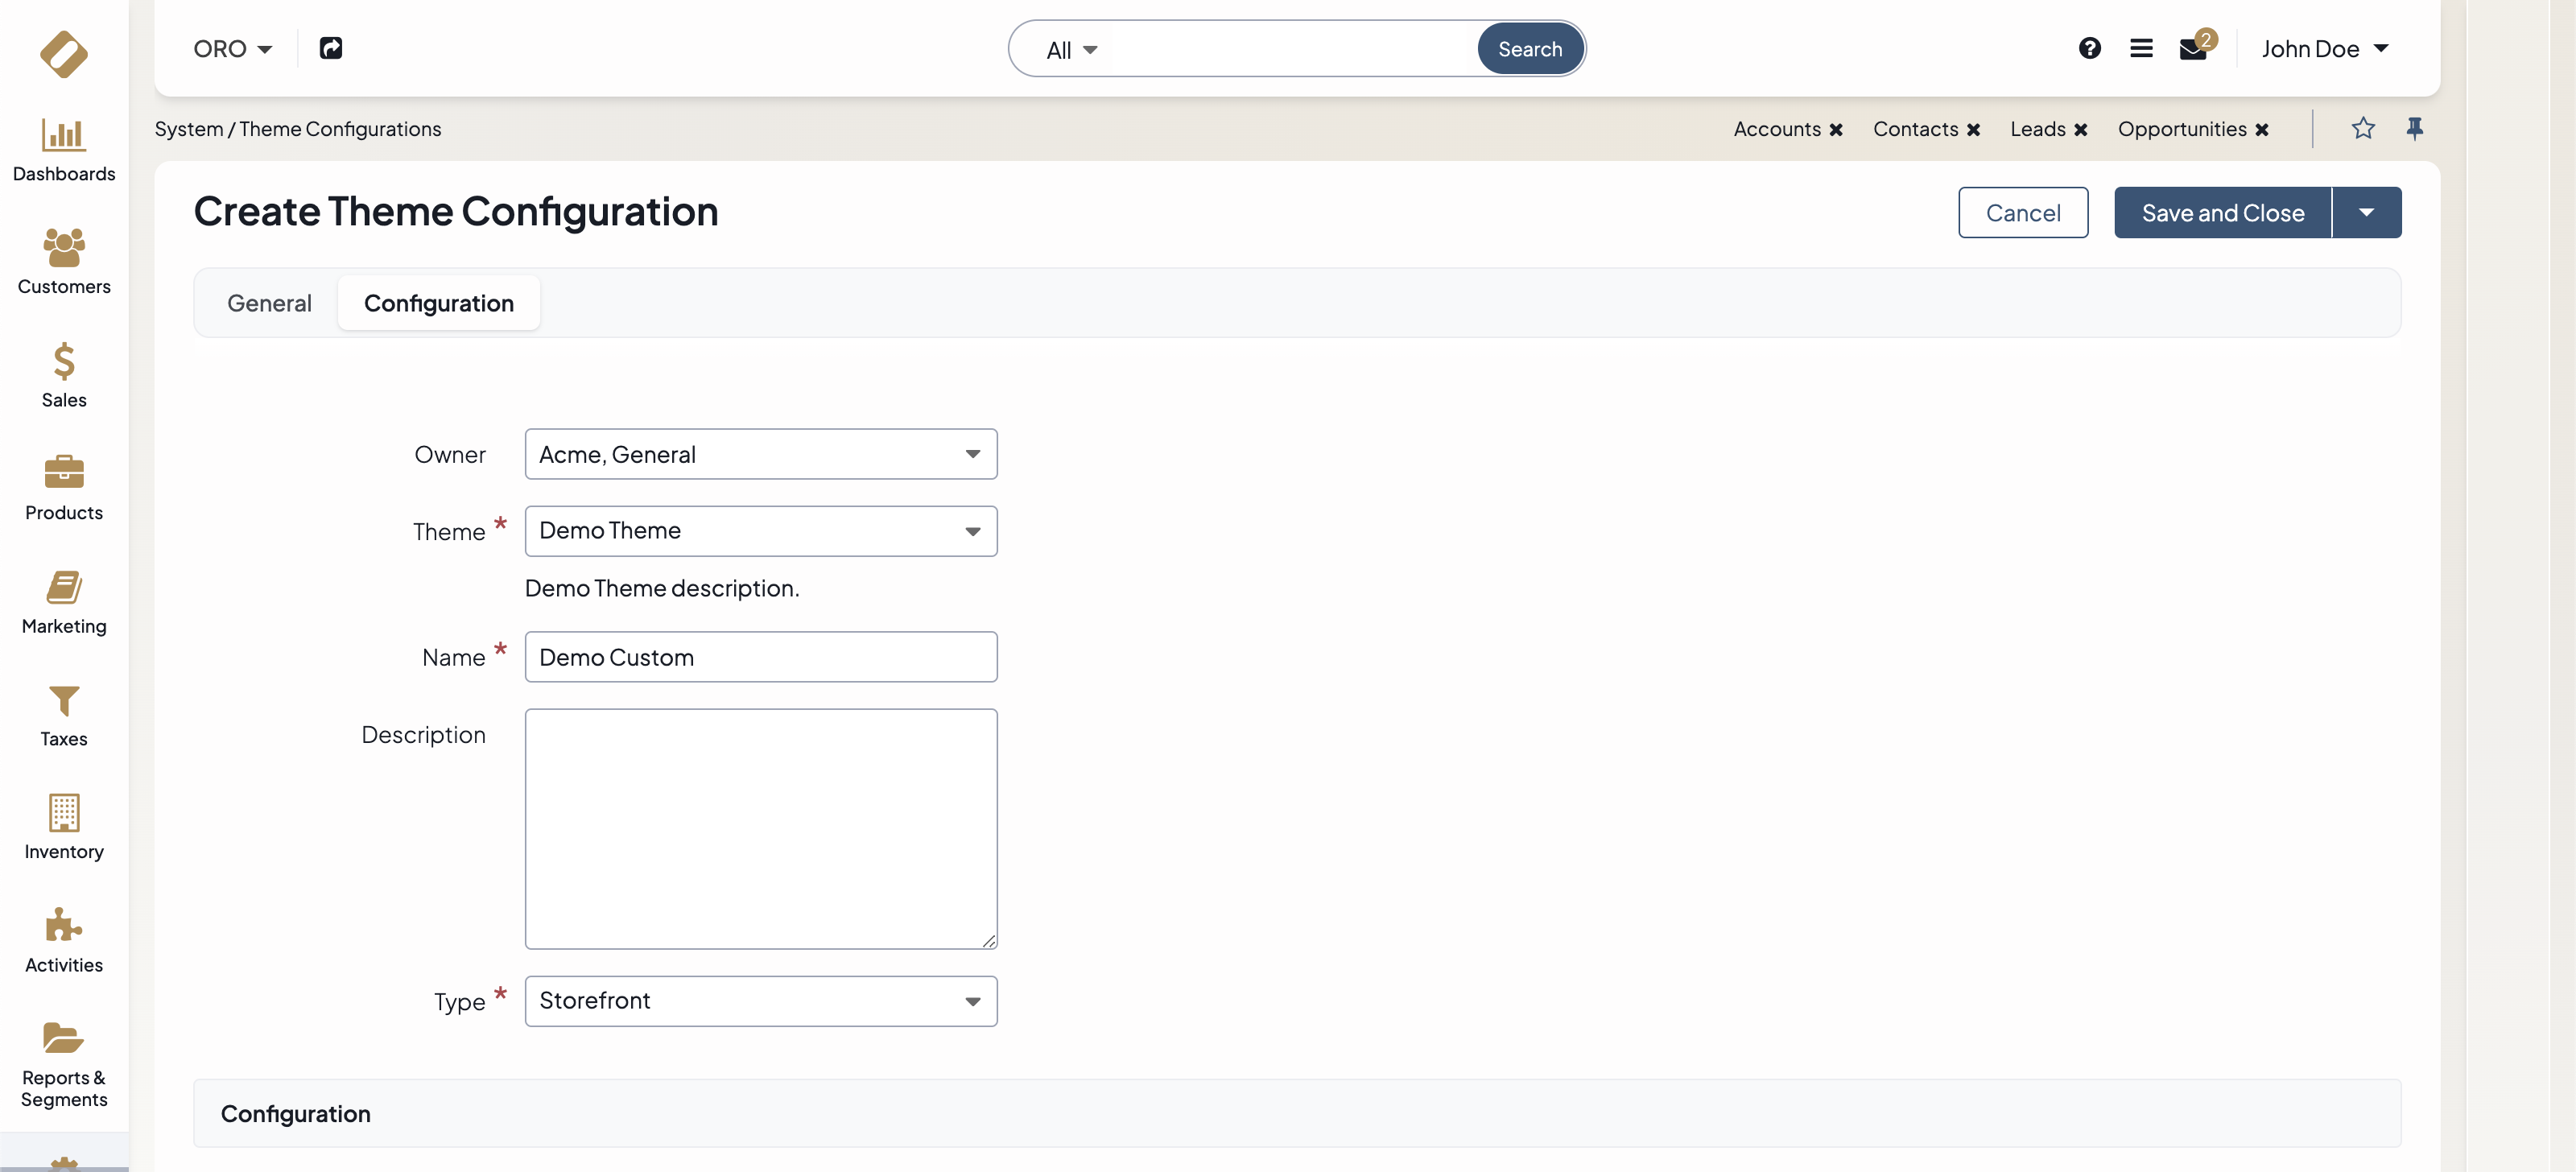 ORO
All
Search
2
John Doe
System / Theme Configurations
Accounts
Contacts
Leads
Opportunities
Create Theme Configuration
Cancel
Save and Close
General
Configuration
Owner
Acme, General
Theme *
Demo Theme
Demo Theme description.
Name *
Demo Custom
Description
Type *
Storefront
Configuration
Dashboards
Customers
Sales
Products
Marketing
Taxes
Inventory
Activities
Reports &
Segments